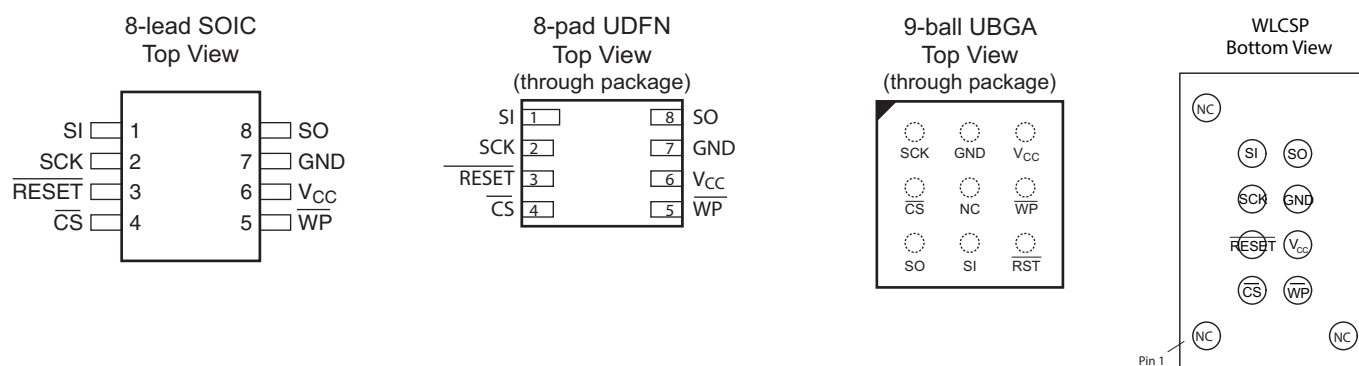 8-lead SOIC
Top View
SI 1 8 SO
SCK 2 7 GND
RESET 3 6 VCC
CS 4 5 WP
8-pad UDFN
Top View
(through package)
SI 1 8 SO
SCK 2 7 GND
RESET 3 6 VCC
CS 4 5 WP
9-ball UBGA
Top View
(through package)
SCK GND VCC
CS NC WP
SO SI RST
WLCSP
Bottom View
NC
SI SO
SCK GND
RESET VCC
CS WP
NC NC
Pin 1